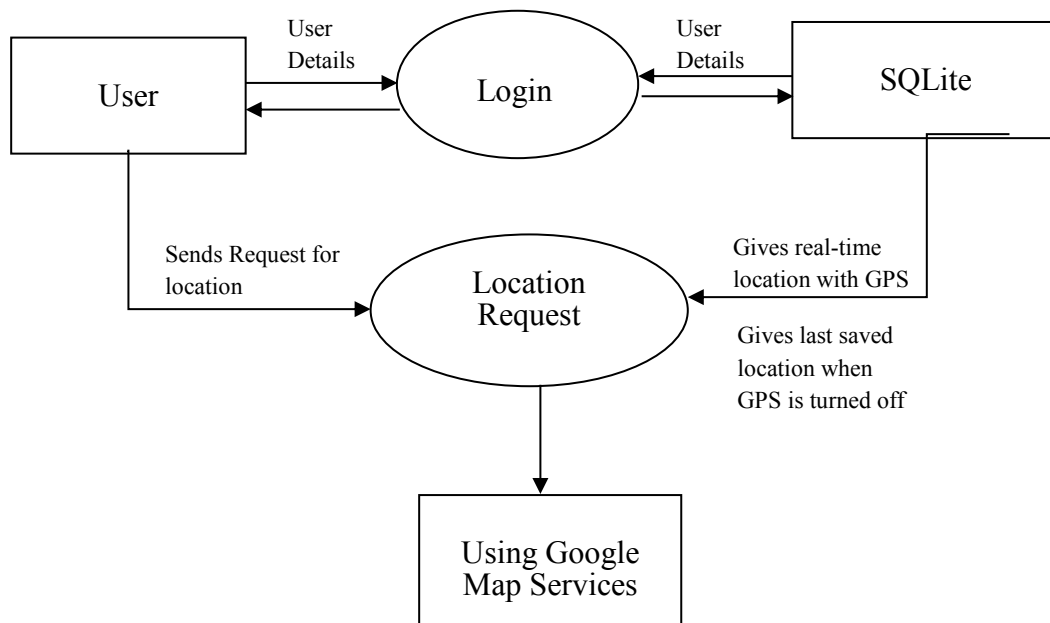 User
Details
User
Details
User
Login
SQLite
Sends Request for
location
Location
Request
Gives real-time
location with GPS
Gives last saved
location when
GPS is turned off
Using Google
Map Services